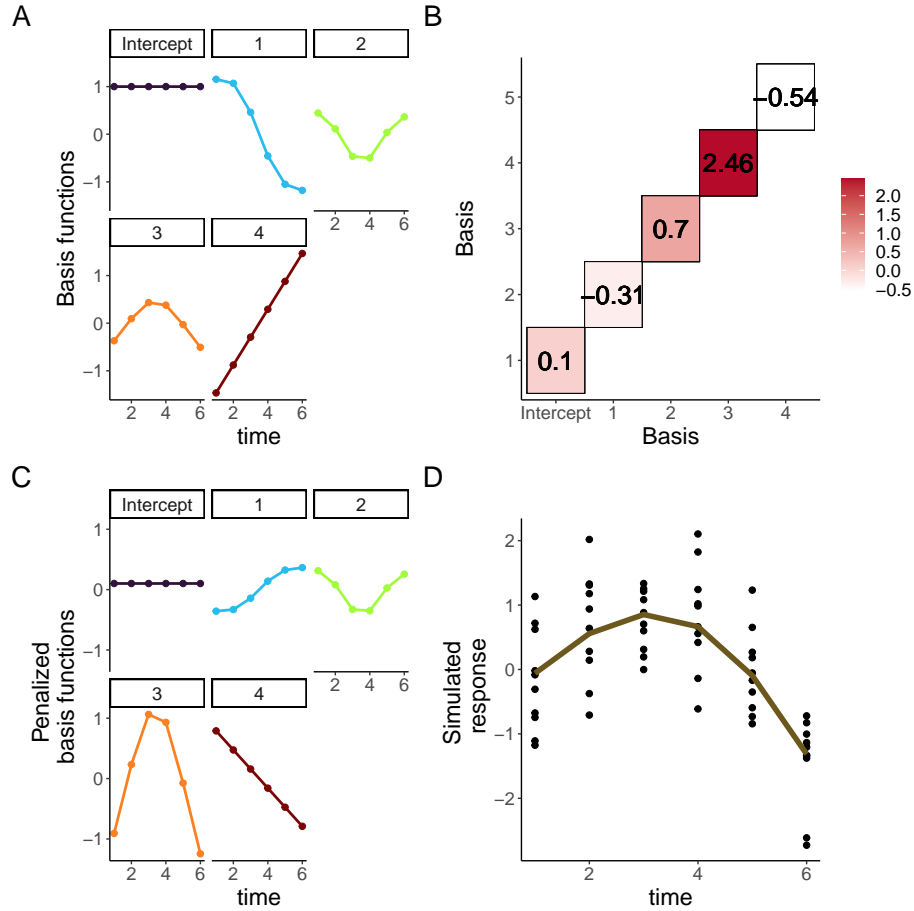 A
Intercept 1 2
1
0
−1
2 4 6
3 4
1
0
−1
2 4 6 2 4 6
Basis functions
time
B
5
4
3
2
1
−0.54
2.46
0.7
−0.31
0.1
Intercept 1 2 3 4
Basis
Basis
2.0
1.5
1.0
0.5
0.0
−0.5
C
Intercept 1 2
1
0
−1
2 4 6
3 4
1
0
−1
2 4 6 2 4 6
Penalized
basis functions
time
D
2
1
0
−1
−2
2 4 6
Simulated
response
time